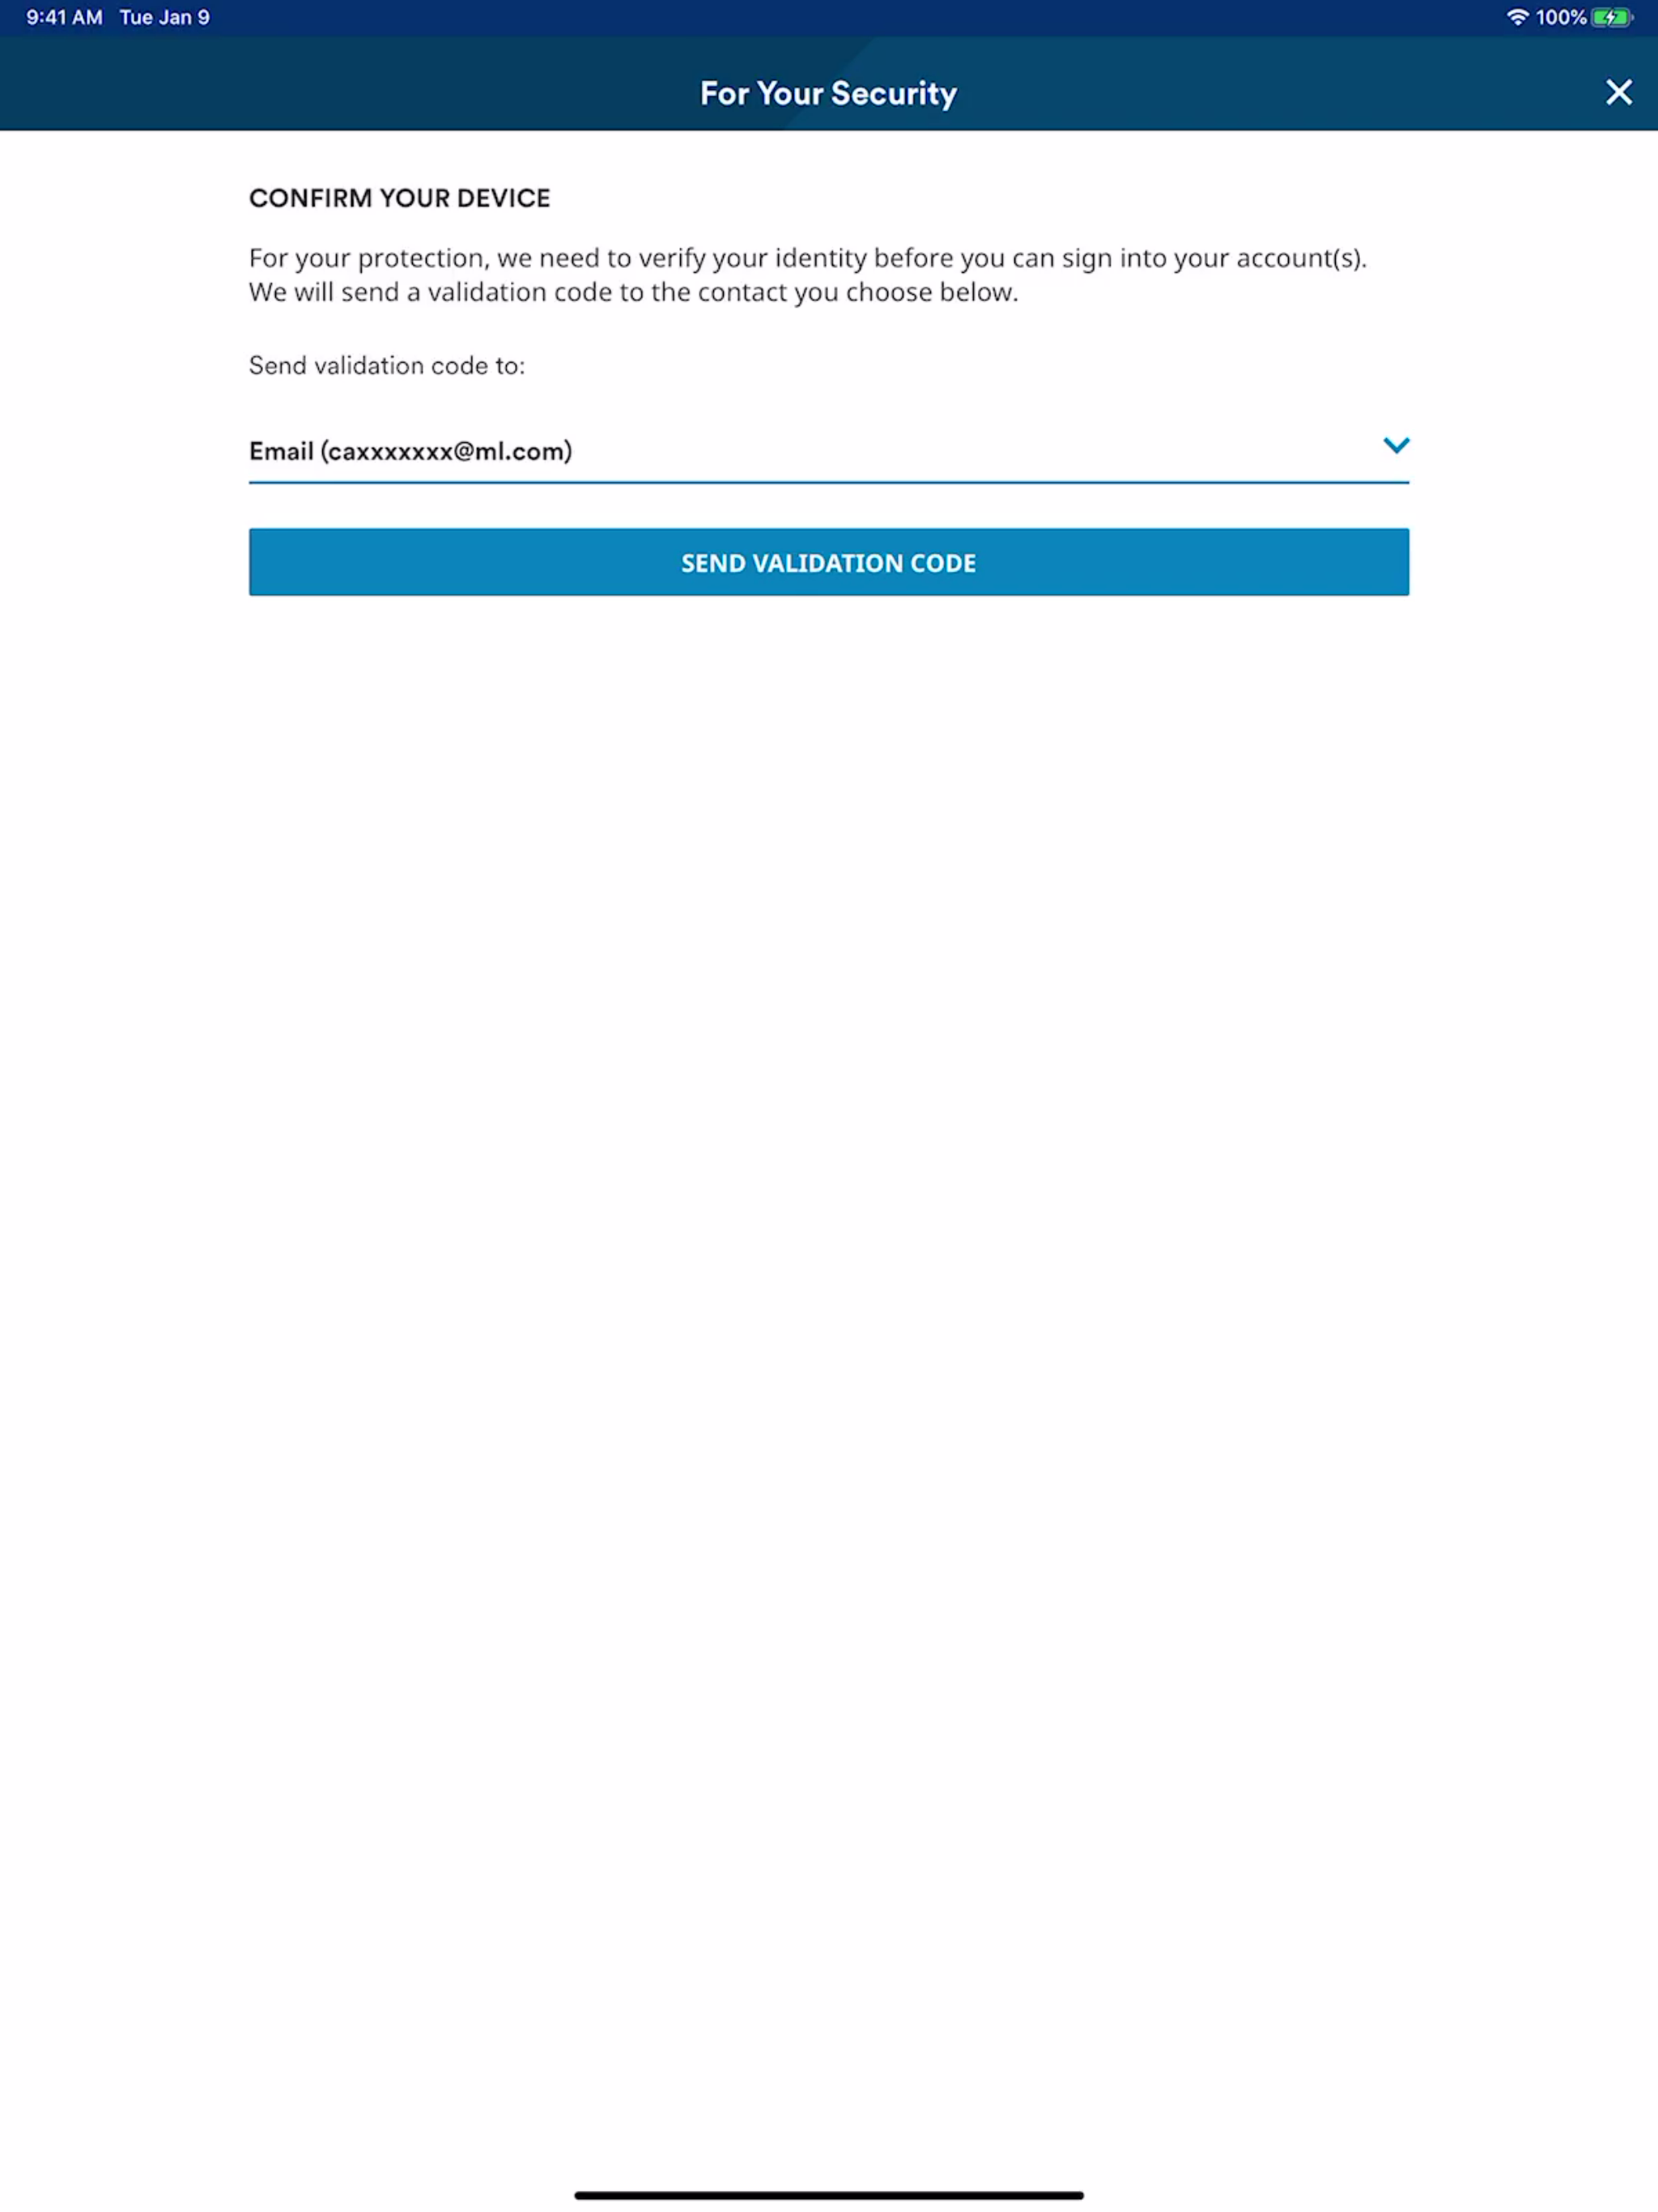 9:41 AM Tue Jan 9
100%
For Your Security
CONFIRM YOUR DEVICE
For your protection, we need to verify your identity before you can sign into your account(s).
We will send a validation code to the contact you choose below.
Send validation code to:
Email (caxxxxxxx@ml.com)
SEND VALIDATION CODE